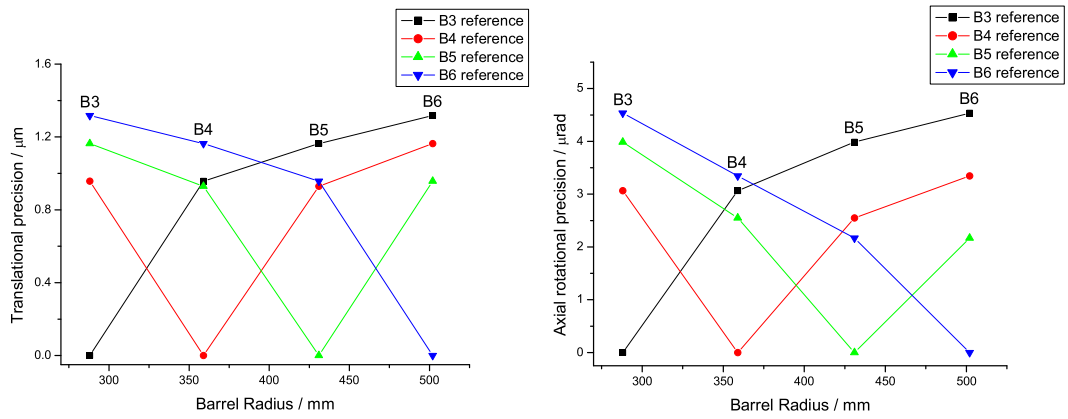 B3 reference
B4 reference
B5 reference
B6 reference
1.6
1.2
0.8
0.4
0.0
Translational precision / μm
B3
B4
B5
B6
300
350
400
450
500
Barrel Radius / mm
B3 reference
B4 reference
B5 reference
B6 reference
5
4
3
2
1
0
Axial rotational precision / μrad
B3
B4
B5
B6
300
350
400
450
500
Barrel Radius / mm